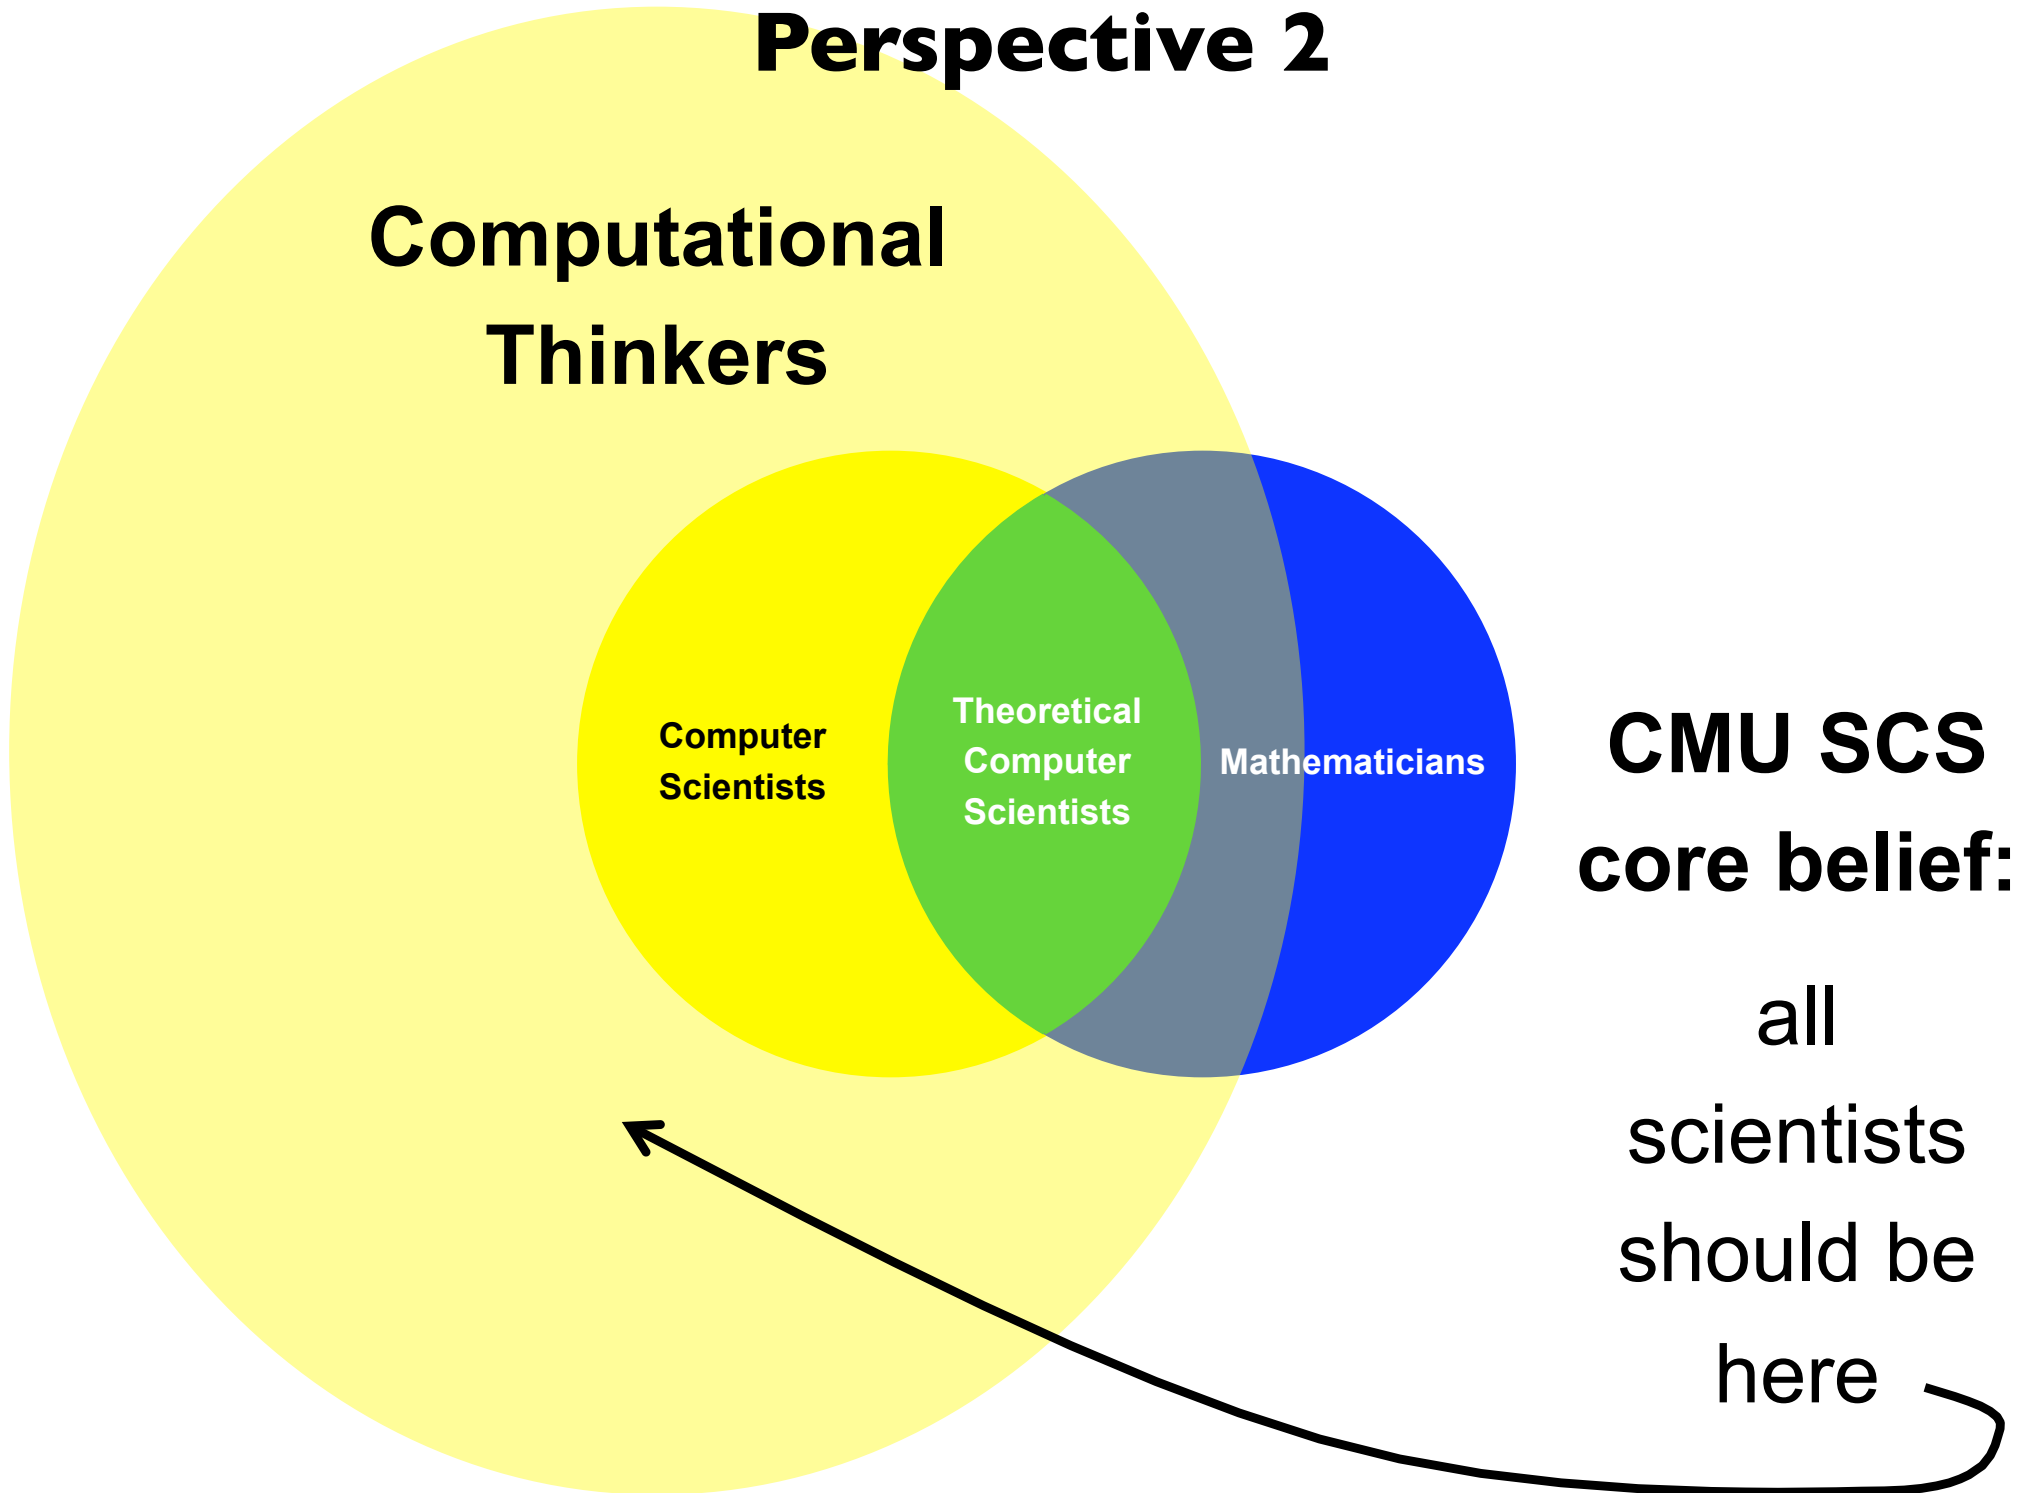 Perspective 2
Computational
Thinkers
Computer
Scientists
Theoretical
Computer
Scientists
Mathematicians
CMU SCS
core belief:
all
scientists
should be
here